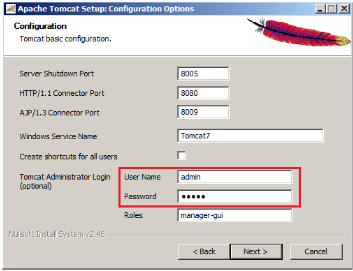 Apache Tomcat Setup: Configuration Options
Configuration
Tomcat basic configuration.
Server Shutdown Port 8005
HTTP/1.1 Connector Port 8080
AJP/1.3 Connector Port 8009
Windows Service Name Tomcat7
Create shortcuts for all users
Tomcat Administrator Login (optional) User Name admin
Password •••••
Roles manager-gui
Nullsoft Install System v2.46
< Back Next > Cancel